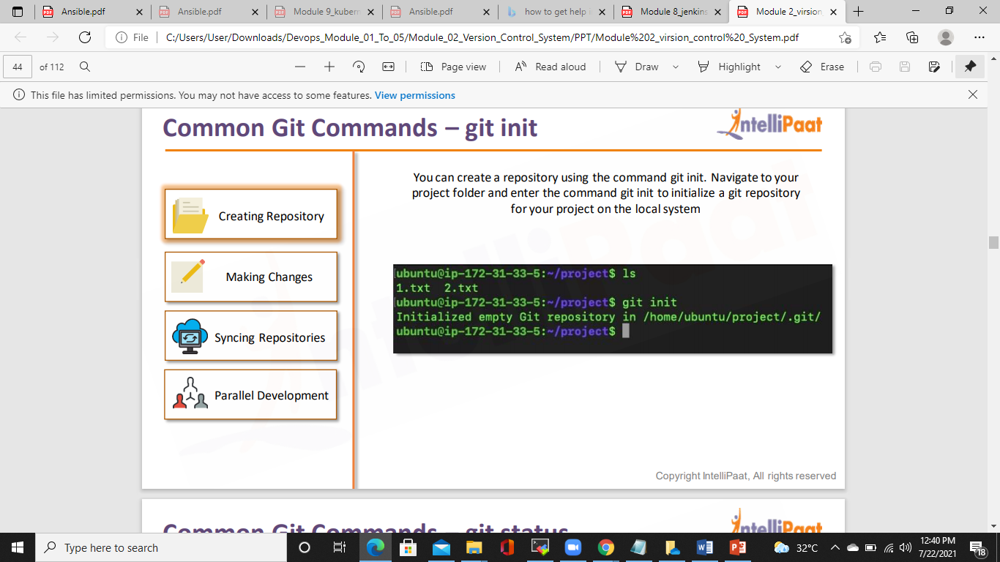 Ansible.pdf
Ansible.pdf
Module 9_kubern
Ansible.pdf
how to get help i
Module 8_jenkins
Module 2_virsion
File
C:/Users/User/Downloads/Devops_Module_01_To_05/Module_02_Version_Control_System/PPT/Module%202_virsion_control%20_System.pdf
44 of 112
Page view
Read aloud
Draw
Highlight
Erase
This file has limited permissions. You may not have access to some features. View permissions
Common Git Commands – git init
IntelliPaat
You can create a repository using the command git init. Navigate to your
project folder and enter the command git init to initialize a git repository
for your project on the local system
Creating Repository
Making Changes
Syncing Repositories
Parallel Development
ubuntu@ip-172-31-33-5:~/project$ ls
1.txt 2.txt
ubuntu@ip-172-31-33-5:~/project$ git init
Initialized empty Git repository in /home/ubuntu/project/.git/
ubuntu@ip-172-31-33-5:~/project$
Copyright IntelliPaat, All rights reserved
Common Git Commands – git status
IntelliPaat
Type here to search
32°C
12:40 PM
7/22/2021
18